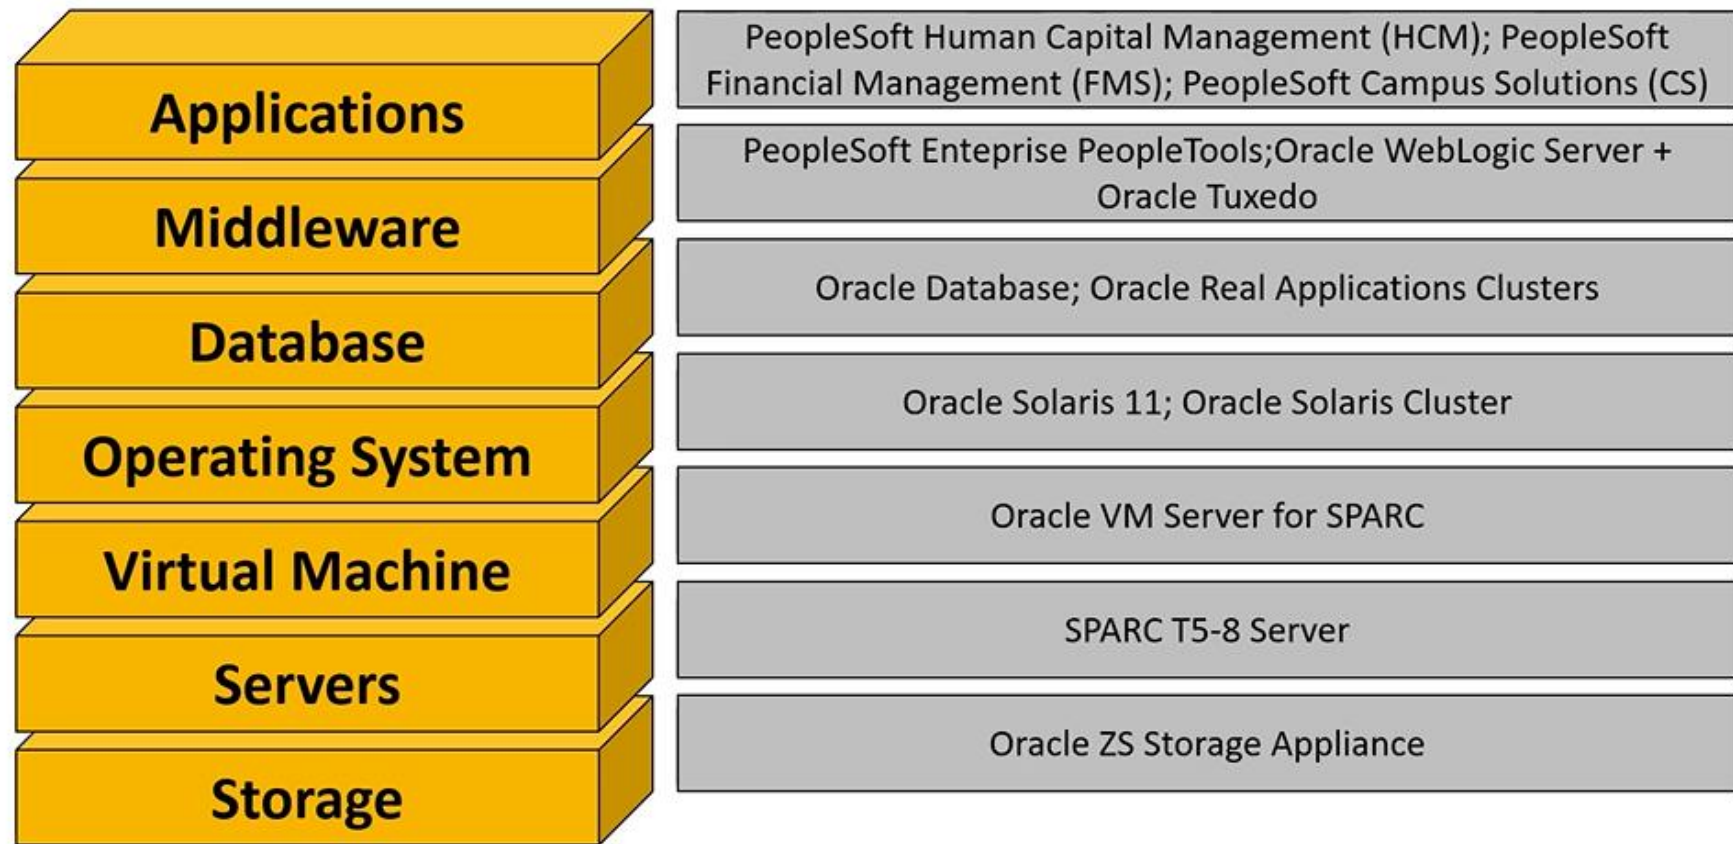 Applications
PeopleSoft Human Capital Management (HCM); PeopleSoft
Financial Management (FMS); PeopleSoft Campus Solutions (CS)
Middleware
PeopleSoft Enteprise PeopleTools;Oracle WebLogic Server +
Oracle Tuxedo
Database
Oracle Database; Oracle Real Applications Clusters
Operating System
Oracle Solaris 11; Oracle Solaris Cluster
Virtual Machine
Oracle VM Server for SPARC
Servers
SPARC T5-8 Server
Storage
Oracle ZS Storage Appliance